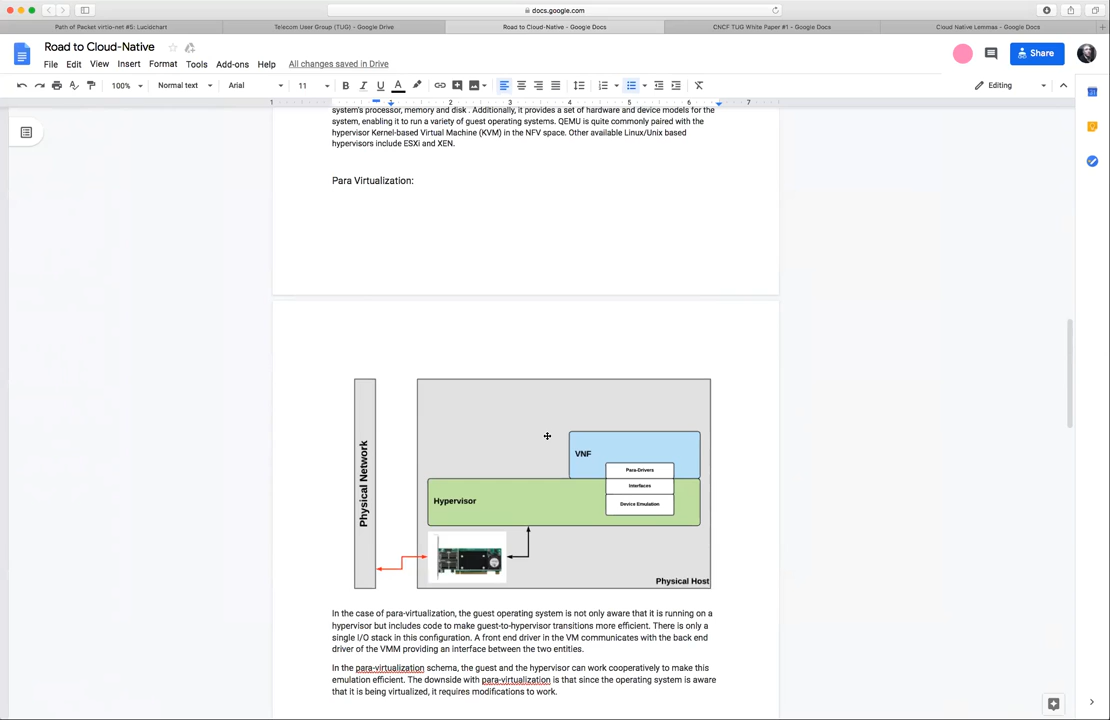 docs.google.com
Path of Packet virtio-net #5: Lucidchart
Telecom User Group (TUG) - Google Drive
Road to Cloud-Native - Google Docs
CNCF TUG White Paper #1 - Google Docs
Cloud Native Lemmas - Google Docs
Road to Cloud-Native
File Edit View Insert Format Tools Add-ons Help All changes saved in Drive
Share
100% Normal text Arial 11 Editing
1 1 2 3 4 5 6 7
system's processor, memory and disk . Additionally, it provides a set of hardware and device models for the
system, enabling it to run a variety of guest operating systems. QEMU is quite commonly paired with the
hypervisor Kernel-based Virtual Machine (KVM) in the NFV space. Other available Linux/Unix based
hypervisors include ESXi and XEN.
Para Virtualization:
Physical Network
VNF
Para-Drivers
Interfaces
Device Emulation
Hypervisor
Physical Host
In the case of para-virtualization, the guest operating system is not only aware that it is running on a
hypervisor but includes code to make guest-to-hypervisor transitions more efficient. There is only a
single I/O stack in this configuration. A front end driver in the VM communicates with the back end
driver of the VMM providing an interface between the two entities.
In the para-virtualization schema, the guest and the hypervisor can work cooperatively to make this
emulation efficient. The downside with para-virtualization is that since the operating system is aware
that it is being virtualized, it requires modifications to work.